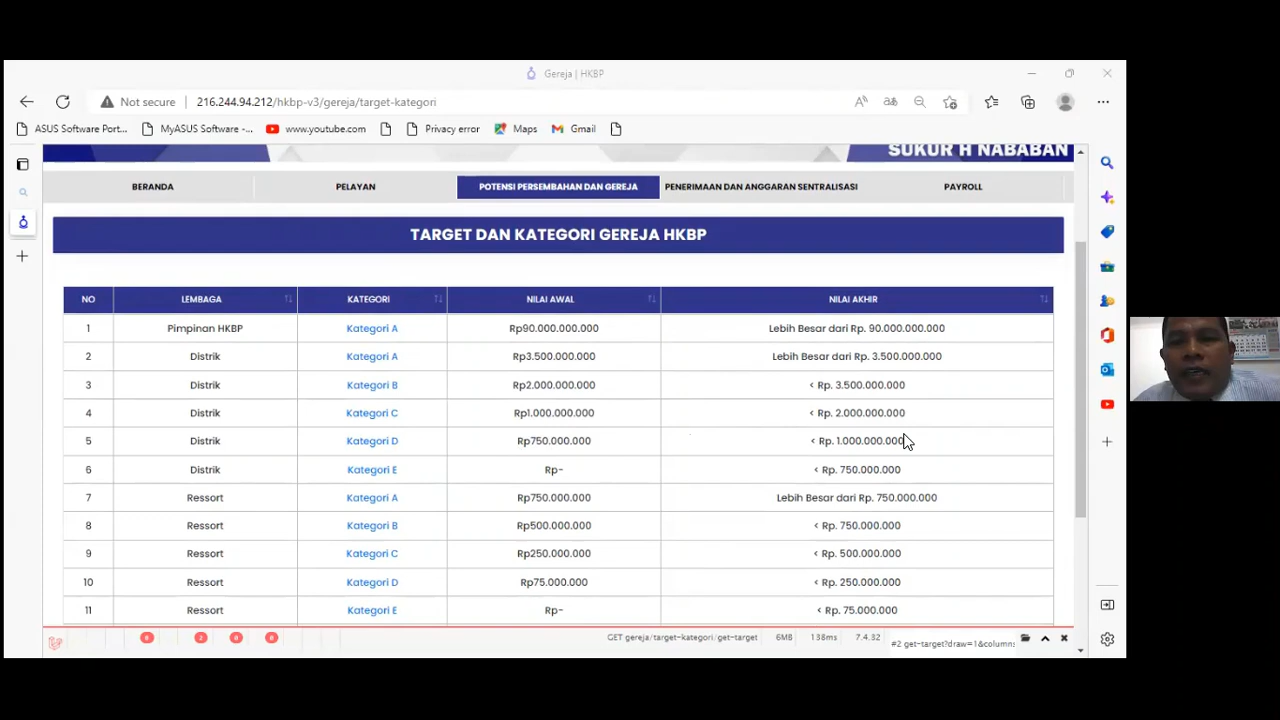 Gereja | HKBP
Not secure 216.244.94.212/hkbp-v3/gereja/target-kategori
ASUS Software Port... MyASUS Software -... www.youtube.com Privacy error Maps Gmail
SUKUR H NABABAN
BERANDA PELAYAN POTENSI PERSEMBAHAN DAN GEREJA PENERIMAAN DAN ANGGARAN SENTRALISASI PAYROLL
TARGET DAN KATEGORI GEREJA HKBP
NO LEMBAGA KATEGORI NILAI AWAL NILAI AKHIR
1 Pimpinan HKBP Kategori A Rp90.000.000.000 Lebih Besar dari Rp. 90.000.000.000
2 Distrik Kategori A Rp3.500.000.000 Lebih Besar dari Rp. 3.500.000.000
3 Distrik Kategori B Rp2.000.000.000 < Rp. 3.500.000.000
4 Distrik Kategori C Rp1.000.000.000 < Rp. 2.000.000.000
5 Distrik Kategori D Rp750.000.000 < Rp. 1.000.000.000
6 Distrik Kategori E Rp- < Rp. 750.000.000
7 Ressort Kategori A Rp750.000.000 Lebih Besar dari Rp. 750.000.000
8 Ressort Kategori B Rp500.000.000 < Rp. 750.000.000
9 Ressort Kategori C Rp250.000.000 < Rp. 500.000.000
10 Ressort Kategori D Rp75.000.000 < Rp. 250.000.000
11 Ressort Kategori E Rp- < Rp. 75.000.000
GET gereja/target-kategori/get-target 6MB 138ms 7.4.32 #2 get-target?draw=1&columns